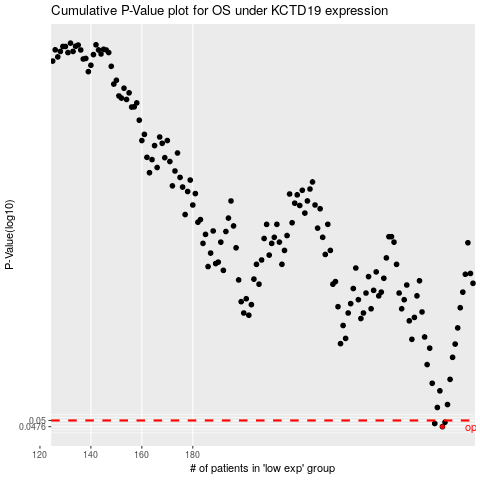 Cumulative P-Value plot for OS under KCTD19 expression
P-Value(log10)
0.05
0.0476
op
120 140 160 180
# of patients in 'low exp' group